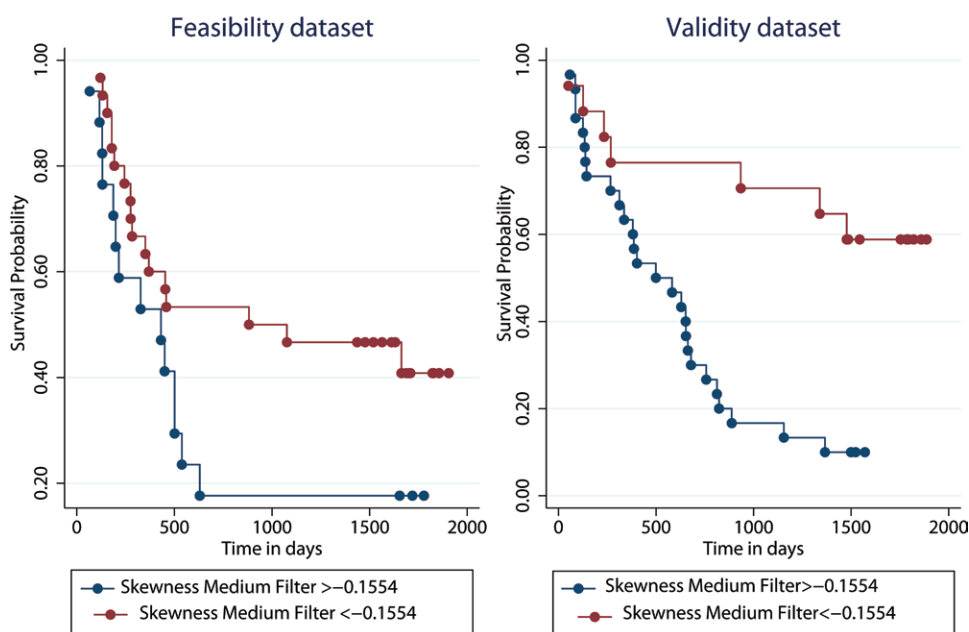 Feasibility dataset
Survival Probability
1.00
0.80
0.60
0.40
0.20
0
500
1000
1500
2000
Time in days
Skewness Medium Filter >−0.1554
Skewness Medium Filter <−0.1554
Validity dataset
Survival Probability
1.00
0.80
0.60
0.40
0.20
0.00
0
500
1000
1500
2000
Time in days
Skewness Medium Filter>−0.1554
Skewness Medium Filter<−0.1554